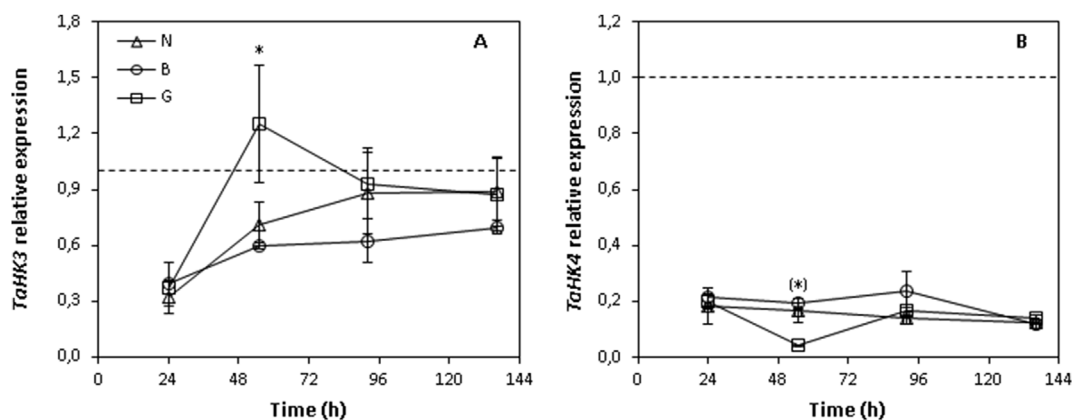 1,8
1,5
1,2
0,9
0,6
0,3
0,0
TaHK3 relative expression
N
B
G
*
A
0 24 48 72 96 120 144
Time (h)
1,2
1,0
0,8
0,6
0,4
0,2
0,0
TaHK4 relative expression
B
(*)
0 24 48 72 96 120 144
Time (h)